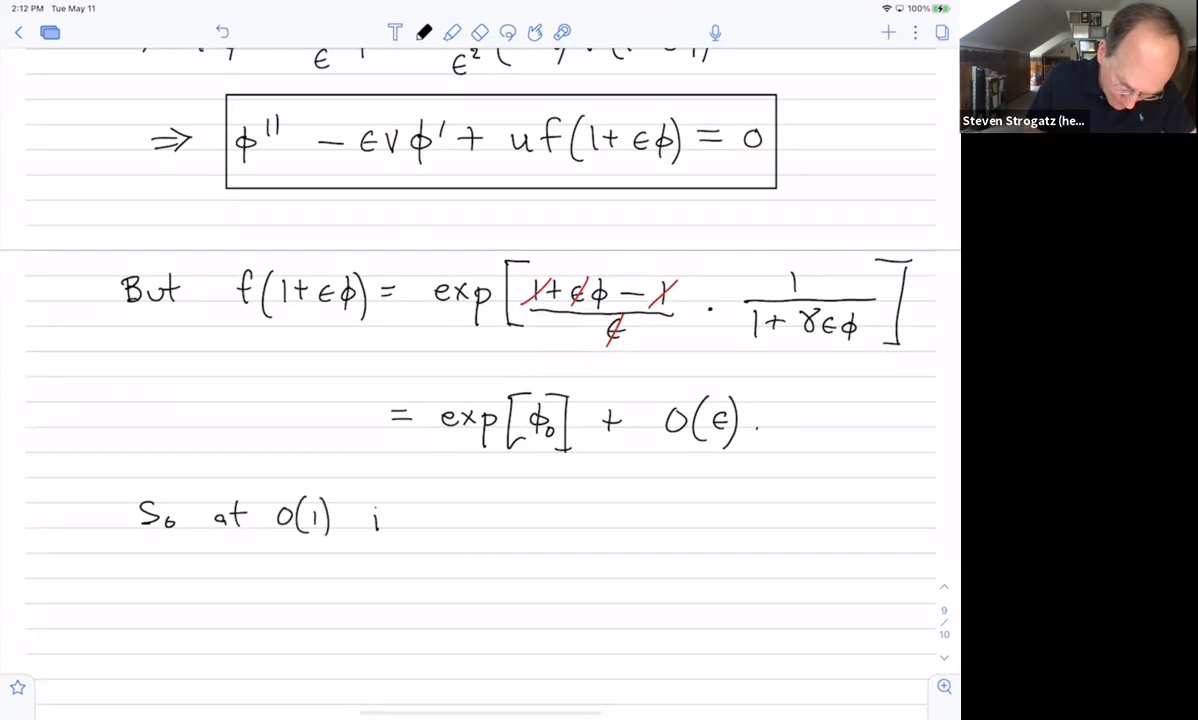 2:12 PM Tue May 11
100%
ϵ ϵ²
⇒ ϕ'' − ϵvϕ' + uf(1+ϵϕ) = 0
Steven Strogatz (he...
But f(1+ϵϕ) = exp[(1+ϵϕ−1)/ϵ · 1/(1+γϵϕ)]
= exp[ϕ₀] + O(ϵ).
So at O(1) i
9
/
10